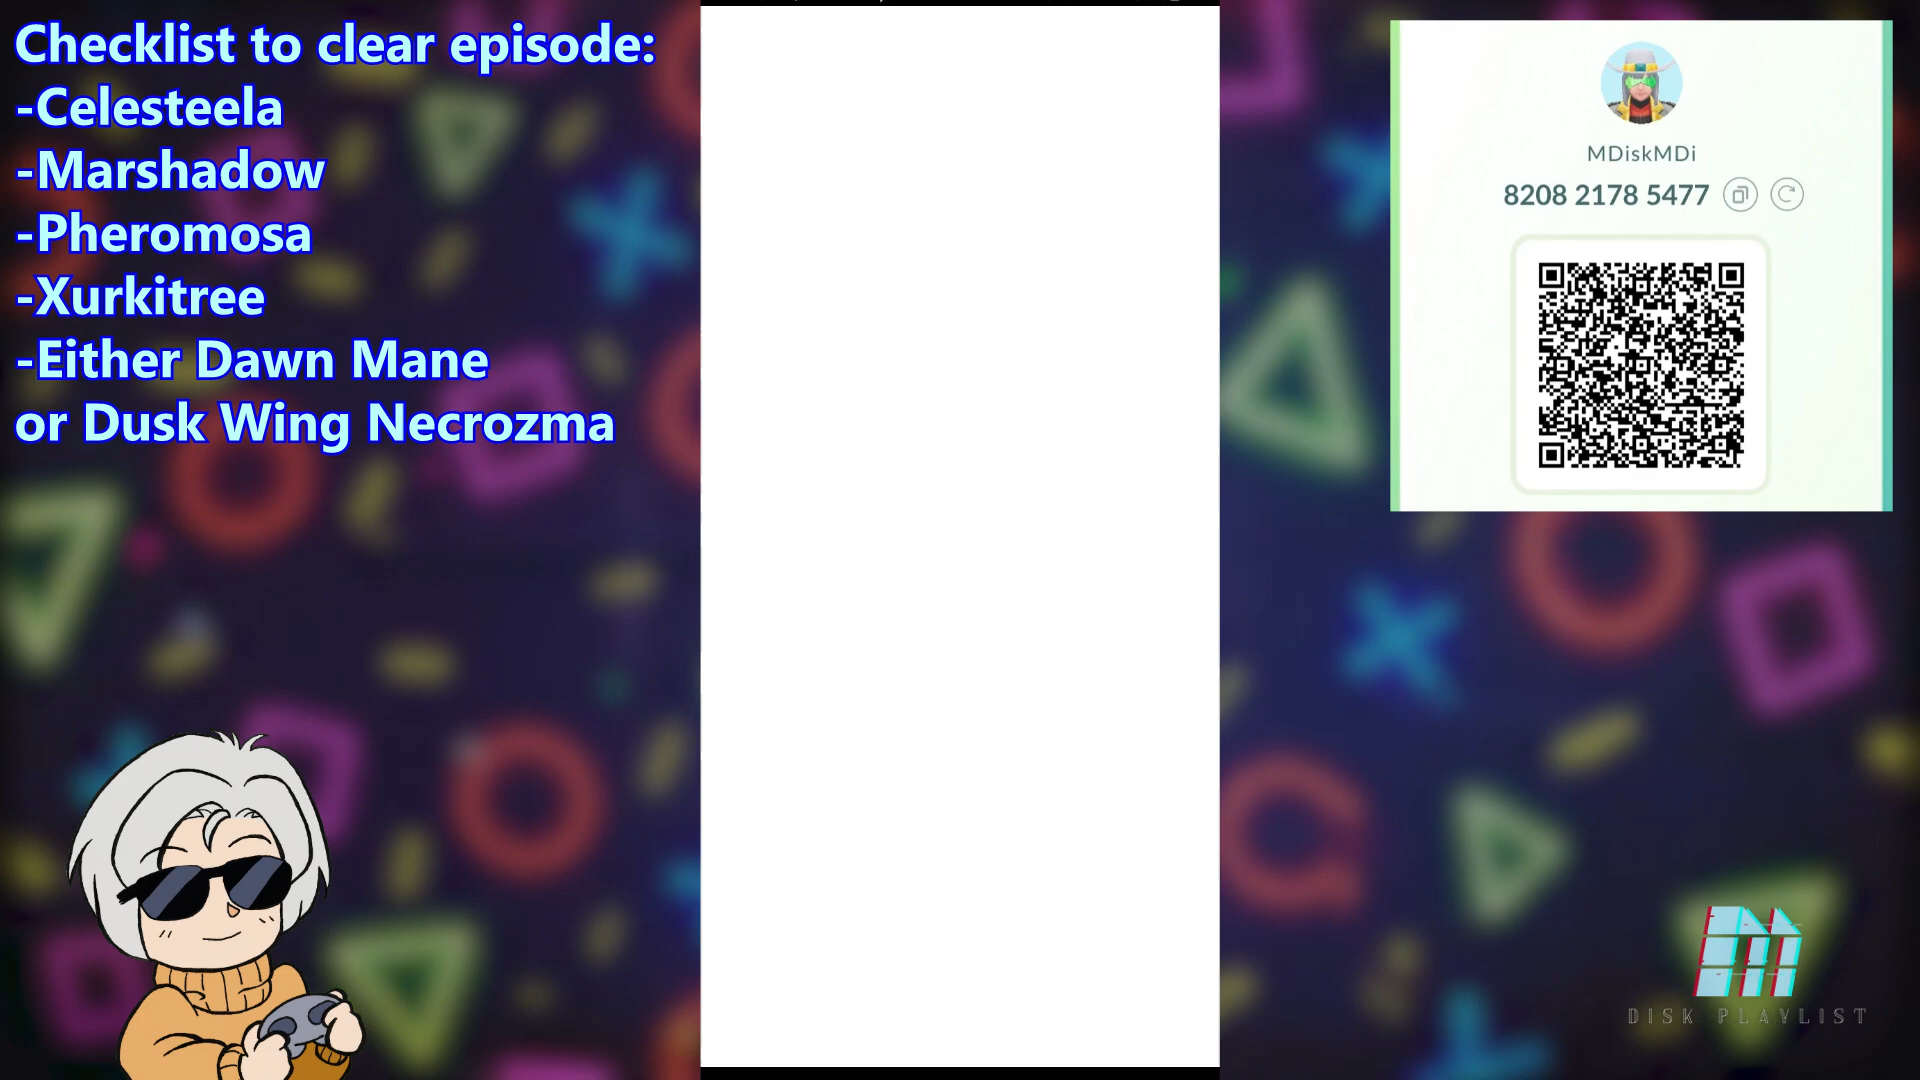 Checklist to clear episode:
-Celesteela
-Marshadow
-Pheromosa
-Xurkitree
-Either Dawn Mane
or Dusk Wing Necrozma
MDiskMDi
8208 2178 5477
DISK PLAYLIST